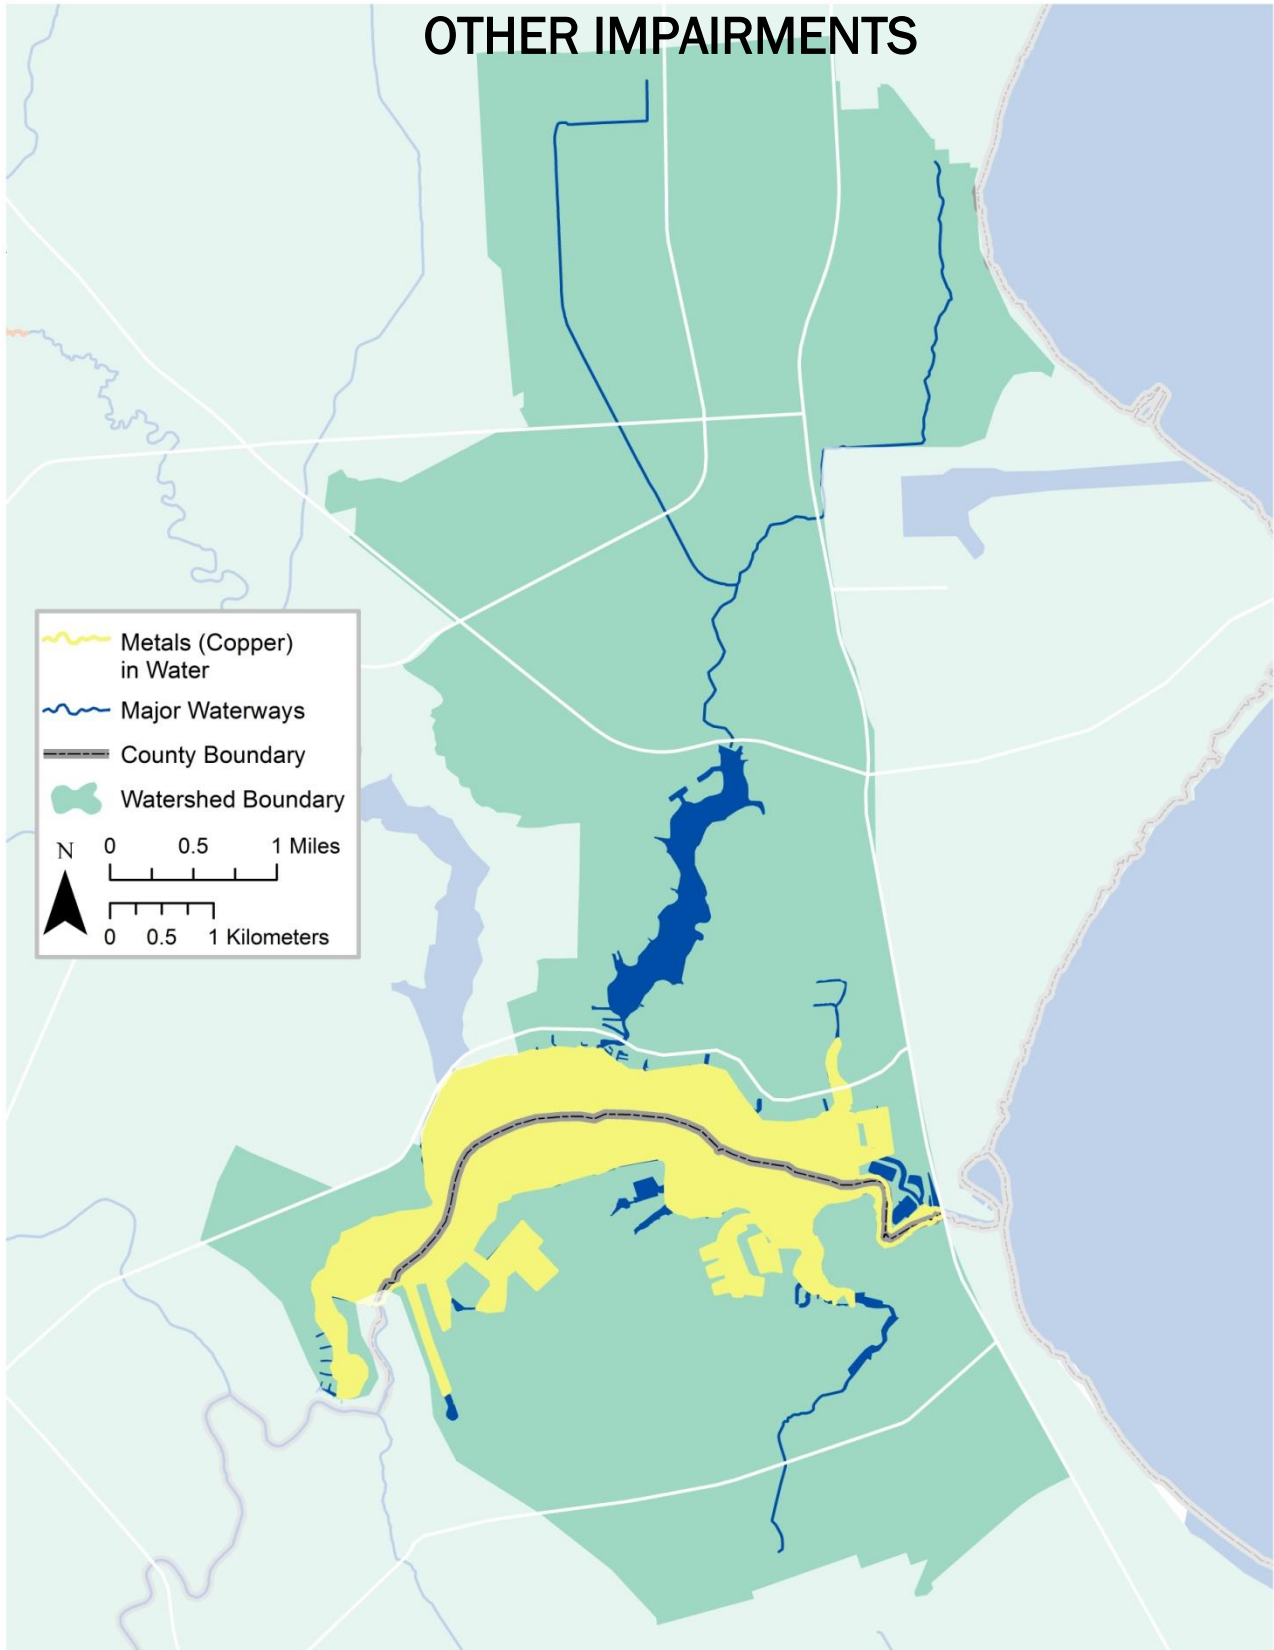 OTHER IMPAIRMENTS
Metals (Copper)
in Water
Major Waterways
County Boundary
Watershed Boundary
N
0 0.5 1 Miles
0 0.5 1 Kilometers